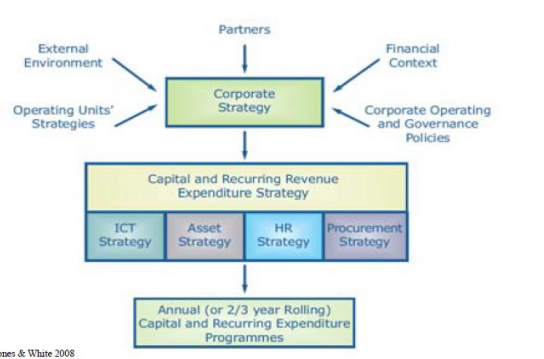 Partners
External
Environment
Financial
Context
Corporate
Strategy
Operating Units'
Strategies
Corporate Operating
and Governance
Policies
Capital and Recurring Revenue
Expenditure Strategy
ICT
Strategy
Asset
Strategy
HR
Strategy
Procurement
Strategy
Annual (or 2/3 year Rolling)
Capital and Recurring Expenditure
Programmes
ones & White 2008